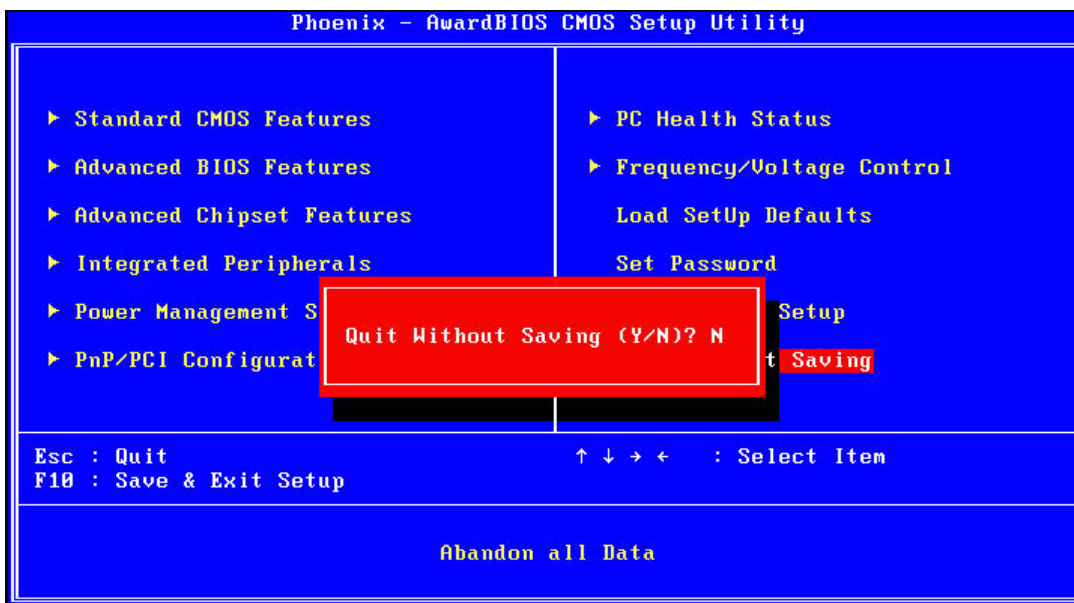 Phoenix - AwardBIOS CMOS Setup Utility
Standard CMOS Features
Advanced BIOS Features
Advanced Chipset Features
Integrated Peripherals
Power Management S
PnP/PCI Configurat
PC Health Status
Frequency/Voltage Control
Load SetUp Defaults
Set Password
Setup
t Saving
Quit Without Saving (Y/N)? N
Esc : Quit
F10 : Save & Exit Setup
↑ ↓ → ← : Select Item
Abandon all Data